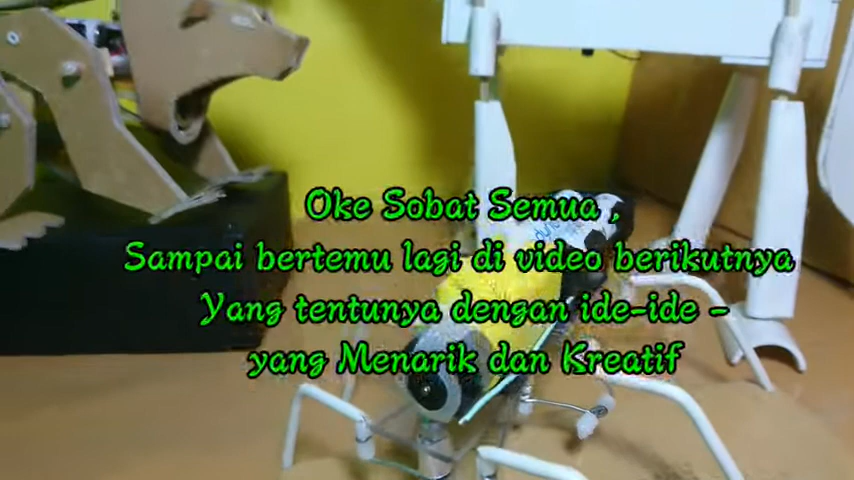 Oke Sobat Semua ,
Sampai bertemu lagi di video berikutnya
Yang tentunya dengan ide-ide -
yang Menarik dan Kreatif